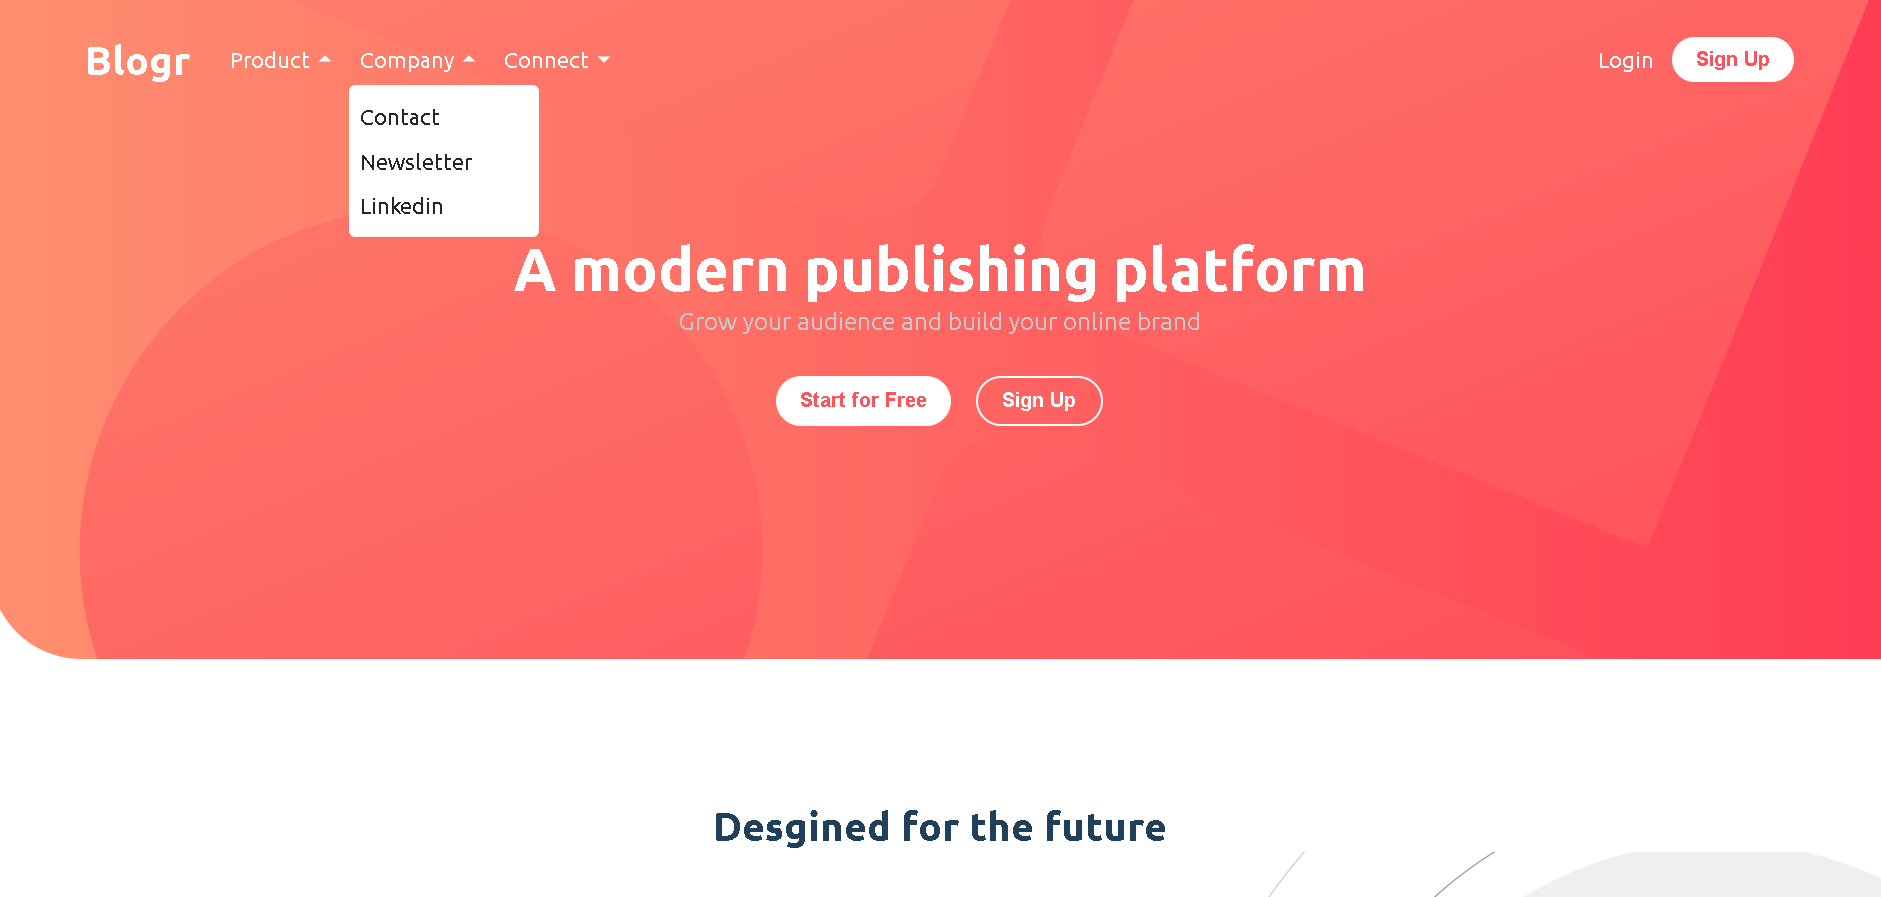 Blogr Product Company Connect Login Sign Up
Contact
Newsletter
Linkedin
A modern publishing platform
Grow your audience and build your online brand
Start for Free Sign Up
Desgined for the future